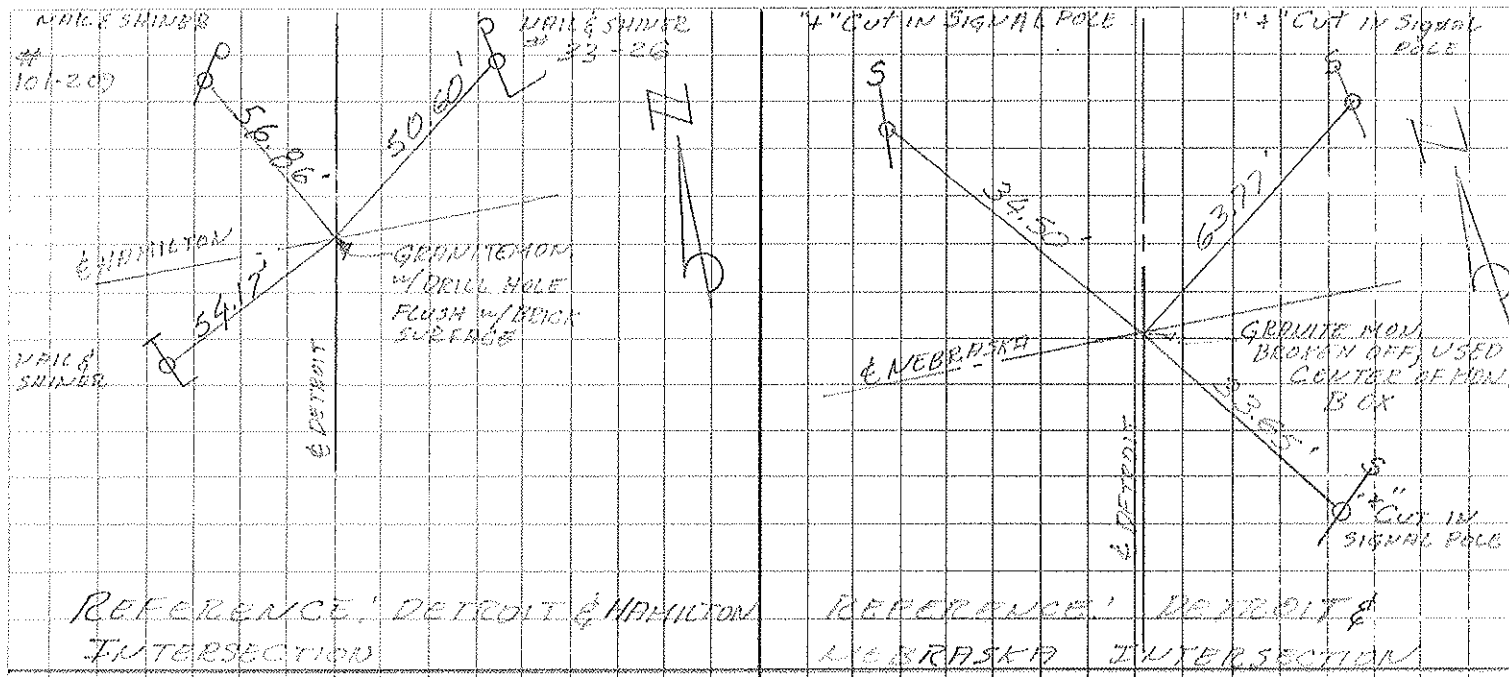 NAIL & SHINER
#
101-209
NAIL & SHINER
# 23-26
56.86'
50.60'
N
℄ HAMILTON
54.17'
GRANITE MON.
W/DRILL HOLE
FLUSH W/BRICK
SURFACE
NAIL &
SHINER
℄ DETROIT
REFERENCE: DETROIT & HAMILTON
INTERSECTION
"+" CUT IN SIGNAL POLE
"+" CUT IN SIGNAL
POLE
S
S
34.50'
63.77'
N
℄ NEBRASKA
GRANITE MON.
BROKEN OFF, USED
CENTER OF MON.
BOX
33.65'
℄ DETROIT
S
"+"
CUT IN
SIGNAL POLE
REFERENCE: DETROIT &
NEBRASKA INTERSECTION